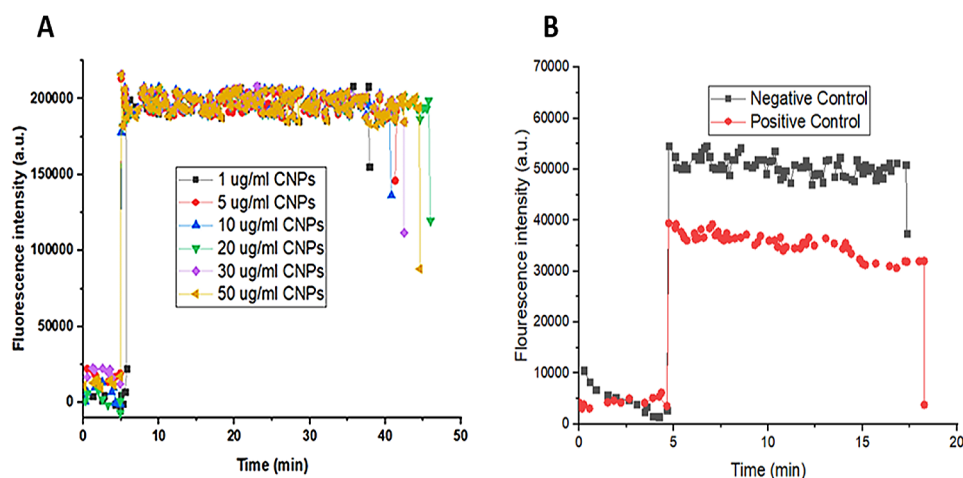 A
Fluorescence intensity (a.u.)
200000
150000
100000
50000
0
1 ug/ml CNPs
5 ug/ml CNPs
10 ug/ml CNPs
20 ug/ml CNPs
30 ug/ml CNPs
50 ug/ml CNPs
0 10 20 30 40 50
Time (min)
B
Flourescence intensity (a.u.)
70000
60000
50000
40000
30000
20000
10000
0
Negative Control
Positive Control
0 5 10 15 20
Time (min)